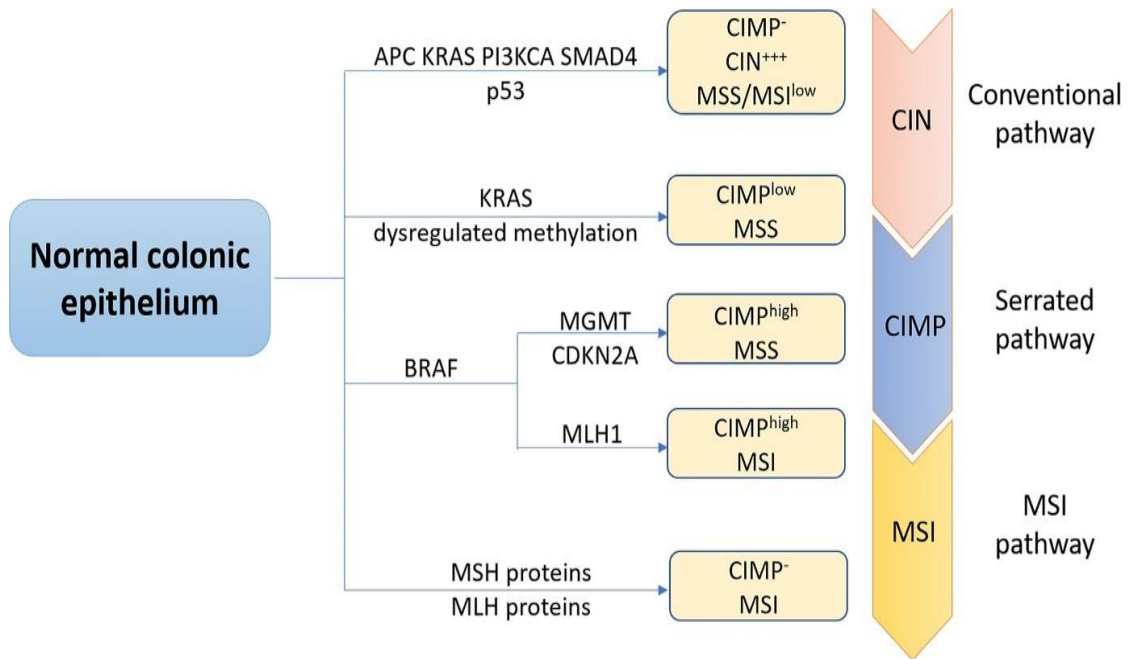 Normal colonic
epithelium
APC KRAS PI3KCA SMAD4
p53
CIMP⁻
CIN⁺⁺⁺
MSS/MSIˡᵒʷ
KRAS
dysregulated methylation
CIMPˡᵒʷ
MSS
BRAF
MGMT
CDKN2A
CIMPʰⁱᵍʰ
MSS
MLH1
CIMPʰⁱᵍʰ
MSI
MSH proteins
MLH proteins
CIMP⁻
MSI
CIN
Conventional
pathway
CIMP
Serrated
pathway
MSI
MSI
pathway